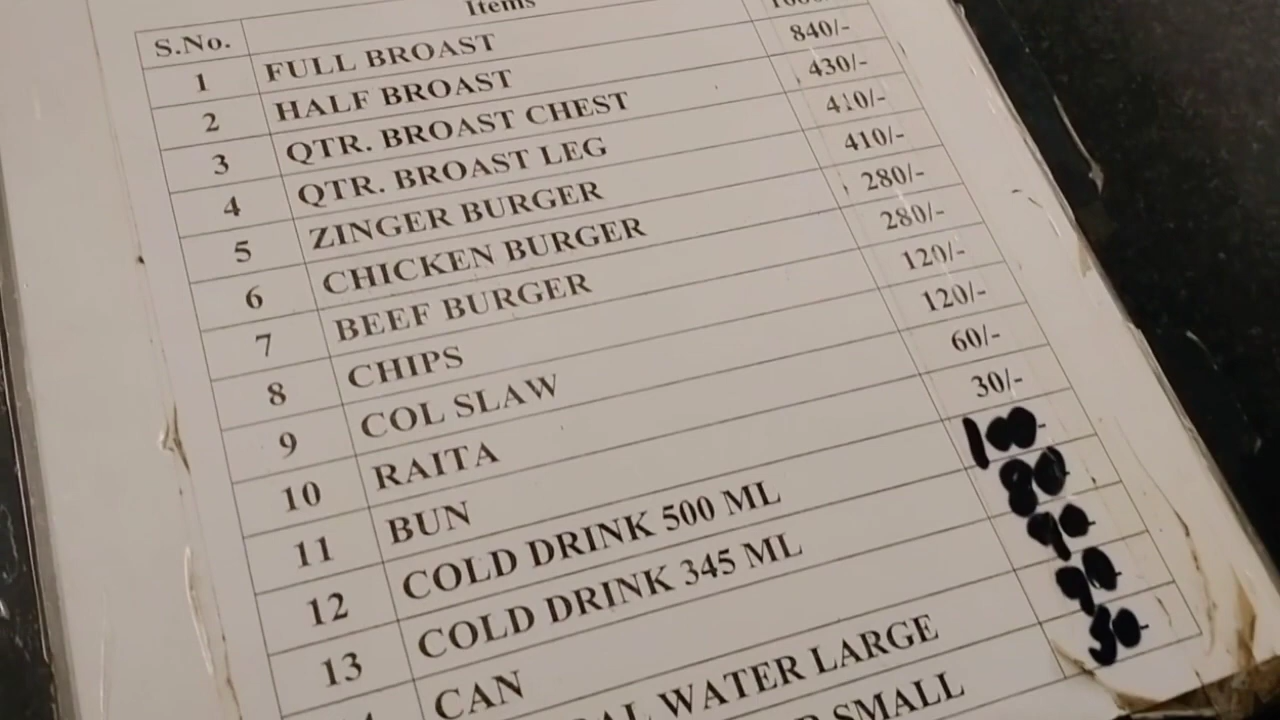 S.No. Items
1 FULL BROAST
2 HALF BROAST 840/-
3 QTR. BROAST CHEST 430/-
4 QTR. BROAST LEG 410/-
5 ZINGER BURGER 410/-
6 CHICKEN BURGER 280/-
7 BEEF BURGER 280/-
8 CHIPS 120/-
9 COL SLAW 120/-
10 RAITA 60/-
11 BUN 30/-
12 COLD DRINK 500 ML 100-
13 COLD DRINK 345 ML 80
CAN 90-
WATER LARGE 90-
SMALL